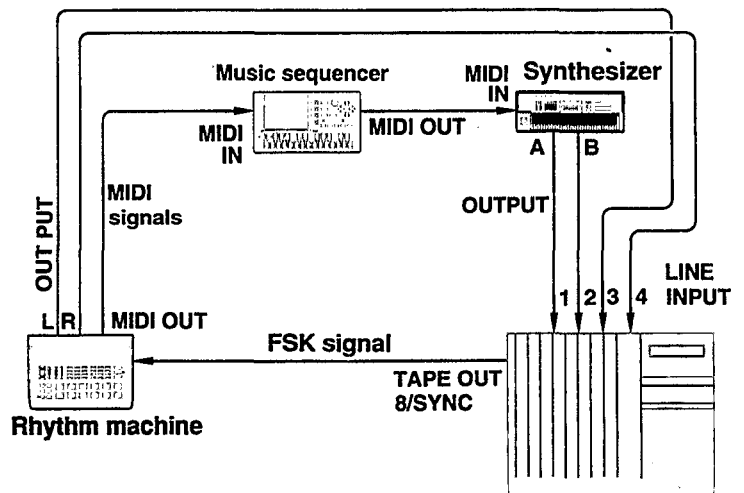 Music sequencer
MIDI
IN
Synthesizer
MIDI
IN
MIDI OUT
A B
OUTPUT
MIDI
signals
OUT PUT
L R
MIDI OUT
1 2 3 4
LINE
INPUT
FSK signal
TAPE OUT
8/SYNC
Rhythm machine